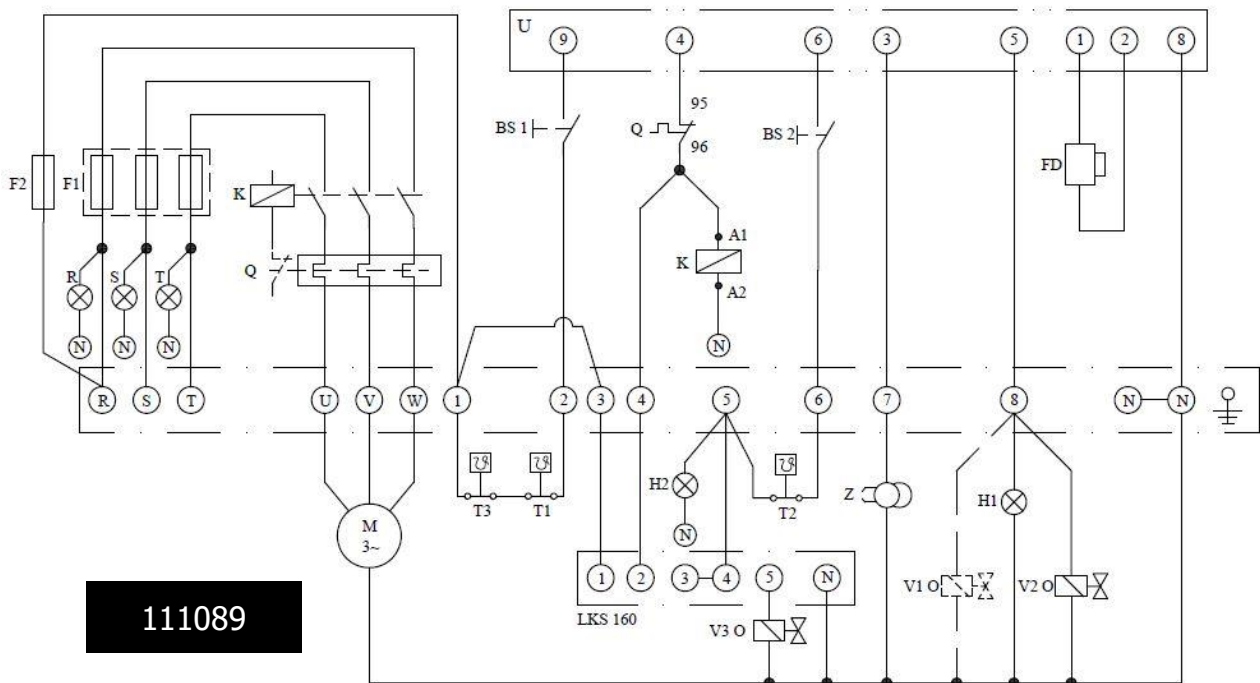 U
9 4 6 3 5 1 2 8
95
BS 1 Q BS 2
96
F2 F1 FD
K
A1
K
A2
R S T Q
N N N N
R S T U V W 1 2 3 4 5 6 7 8 N N
ϑ ϑ ϑ
H2 Z H1
T3 T1 T2
M
3~
N
1 2 3 4 5 N V1 O V2 O
111089
LKS 160
V3 O